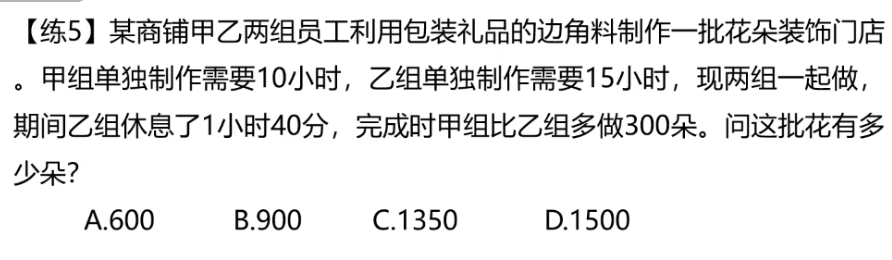 【练5】某商铺甲乙两组员工利用包装礼品的边角料制作一批花朵装饰门店
。甲组单独制作需要10小时，乙组单独制作需要15小时，现两组一起做，
期间乙组休息了1小时40分，完成时甲组比乙组多做300朵。问这批花有多
少朵?
A.600 B.900 C.1350 D.1500